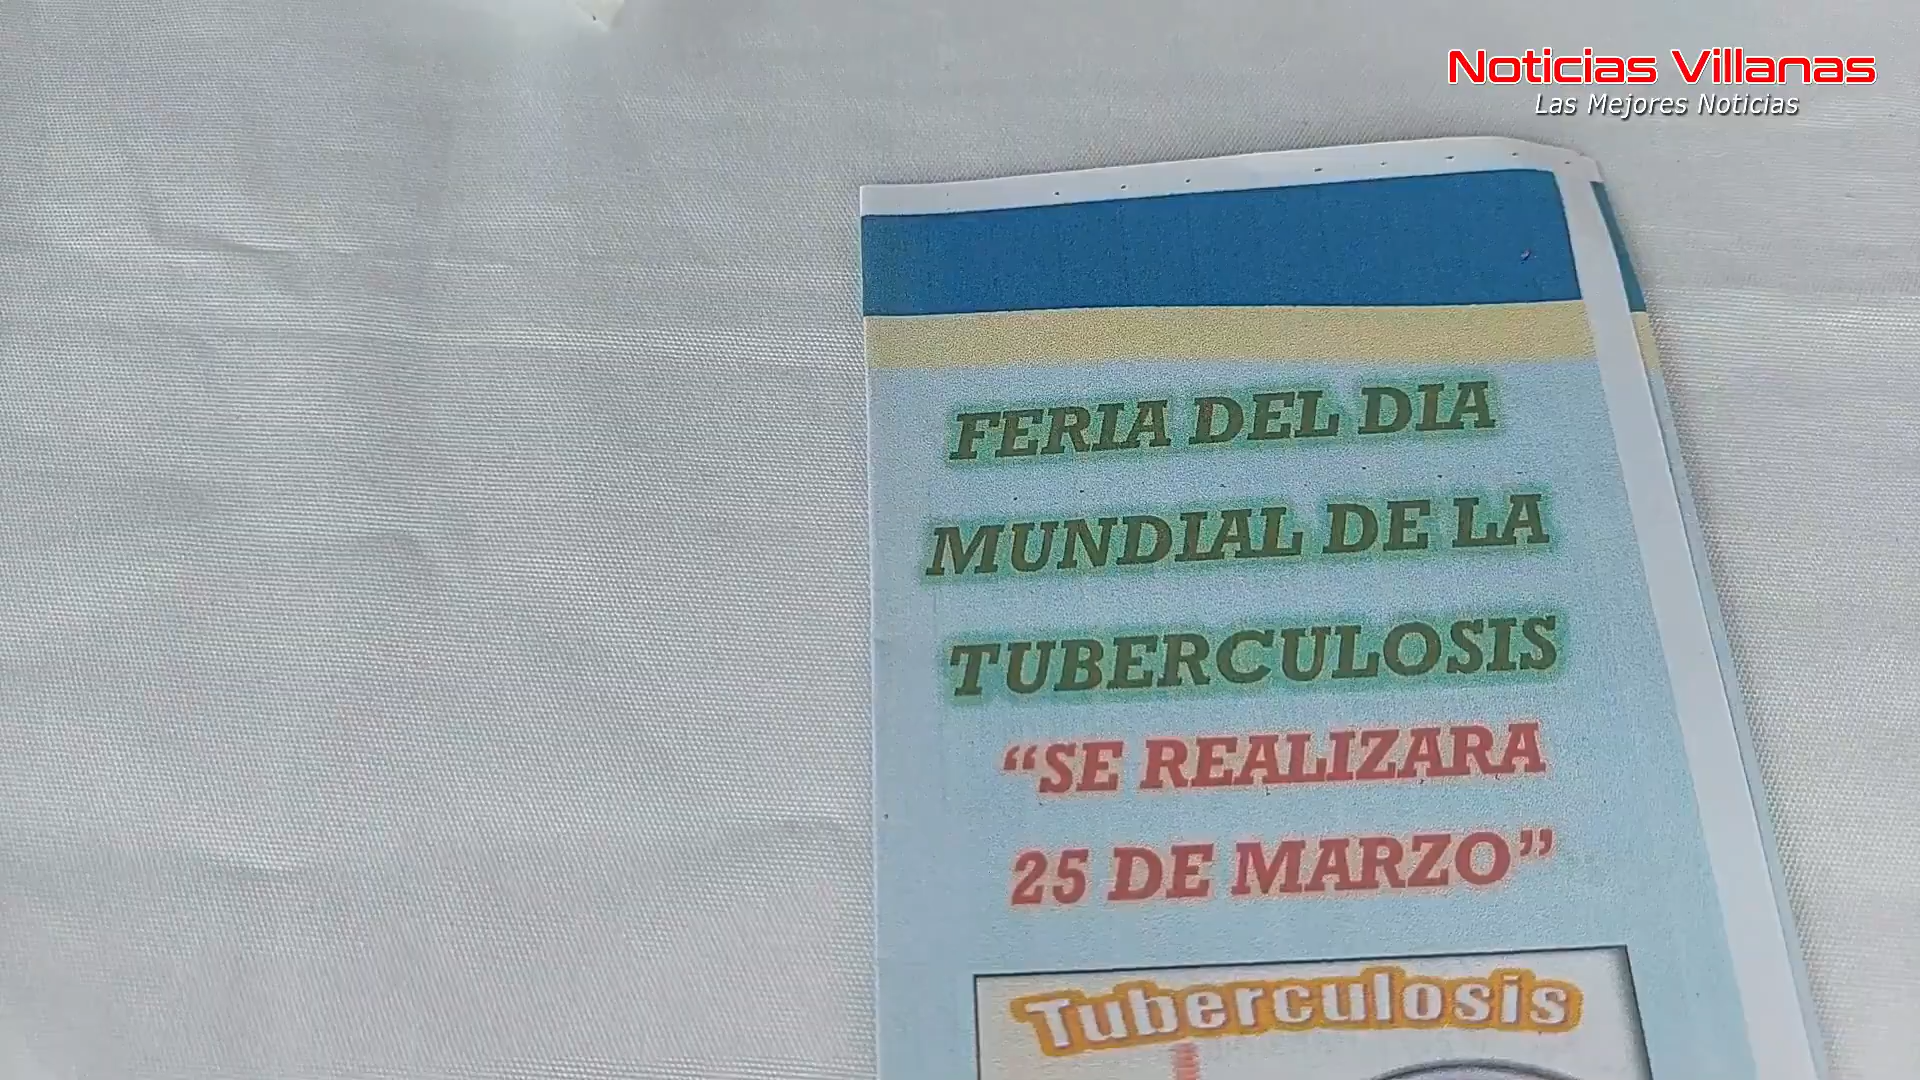 Noticias Villanas
Las Mejores Noticias
FERIA DEL DIA
MUNDIAL DE LA
TUBERCULOSIS
“SE REALIZARA
25 DE MARZO”
Tuberculosis